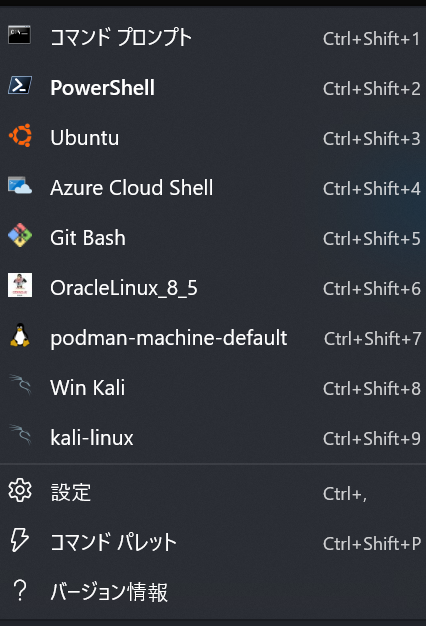 コマンド プロンプト Ctrl+Shift+1
PowerShell Ctrl+Shift+2
Ubuntu Ctrl+Shift+3
Azure Cloud Shell Ctrl+Shift+4
Git Bash Ctrl+Shift+5
OracleLinux_8_5 Ctrl+Shift+6
podman-machine-default Ctrl+Shift+7
Win Kali Ctrl+Shift+8
kali-linux Ctrl+Shift+9
設定 Ctrl+,
コマンド パレット Ctrl+Shift+P
バージョン情報